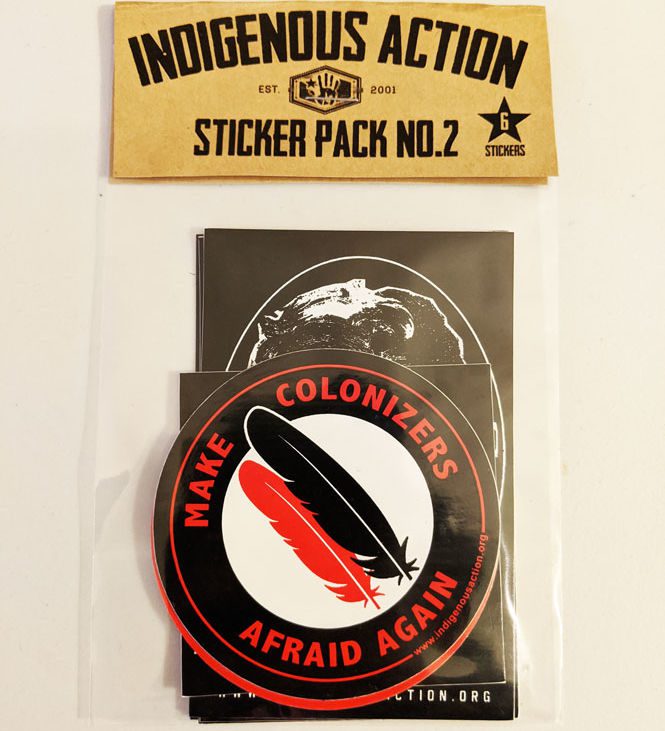 INDIGENOUS ACTION
EST. 2001
STICKER PACK NO.2
6
STICKERS
MAKE COLONIZERS
AFRAID AGAIN
www.indigenousaction.org
ACTION.ORG